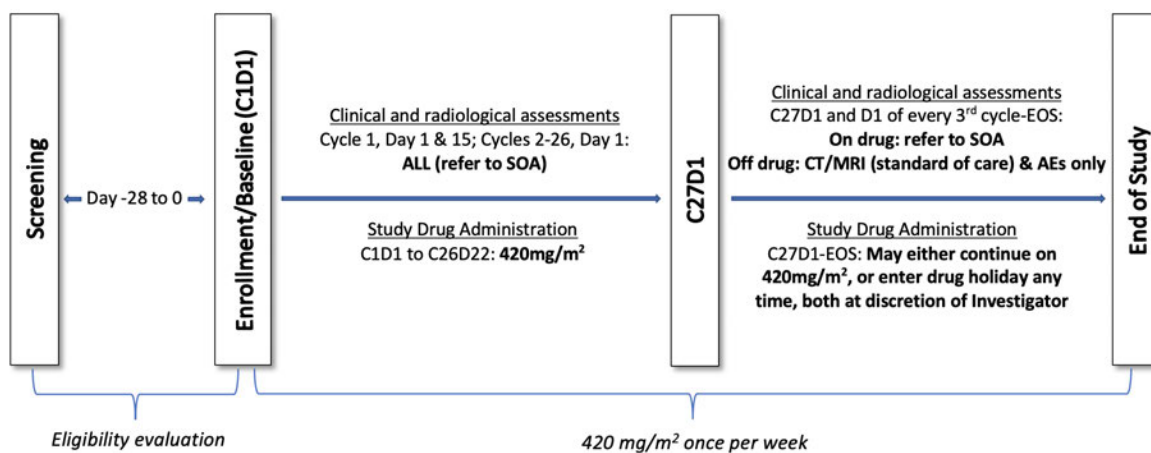 Screening
Day -28 to 0
Enrollment/Baseline (C1D1)
Clinical and radiological assessments
Cycle 1, Day 1 & 15; Cycles 2-26, Day 1:
ALL (refer to SOA)
Study Drug Administration
C1D1 to C26D22: 420mg/m²
C27D1
Clinical and radiological assessments
C27D1 and D1 of every 3rd cycle-EOS:
On drug: refer to SOA
Off drug: CT/MRI (standard of care) & AEs only
Study Drug Administration
C27D1-EOS: May either continue on
420mg/m², or enter drug holiday any
time, both at discretion of Investigator
End of Study
Eligibility evaluation
420 mg/m² once per week